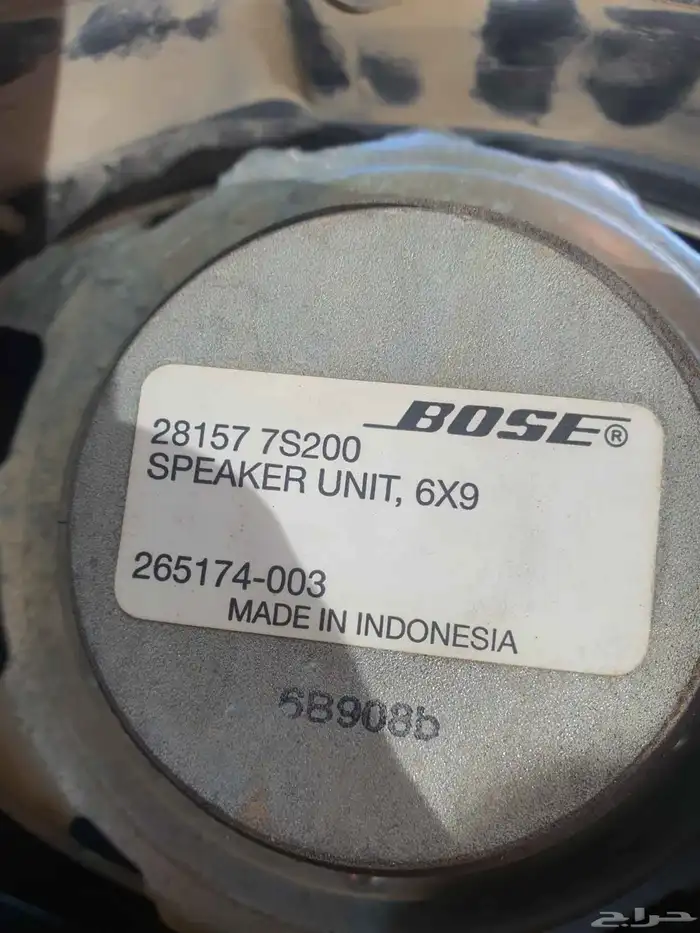 BOSE®
28157 7S200
SPEAKER UNIT, 6X9
265174-003
MADE IN INDONESIA
6B908b
حراج